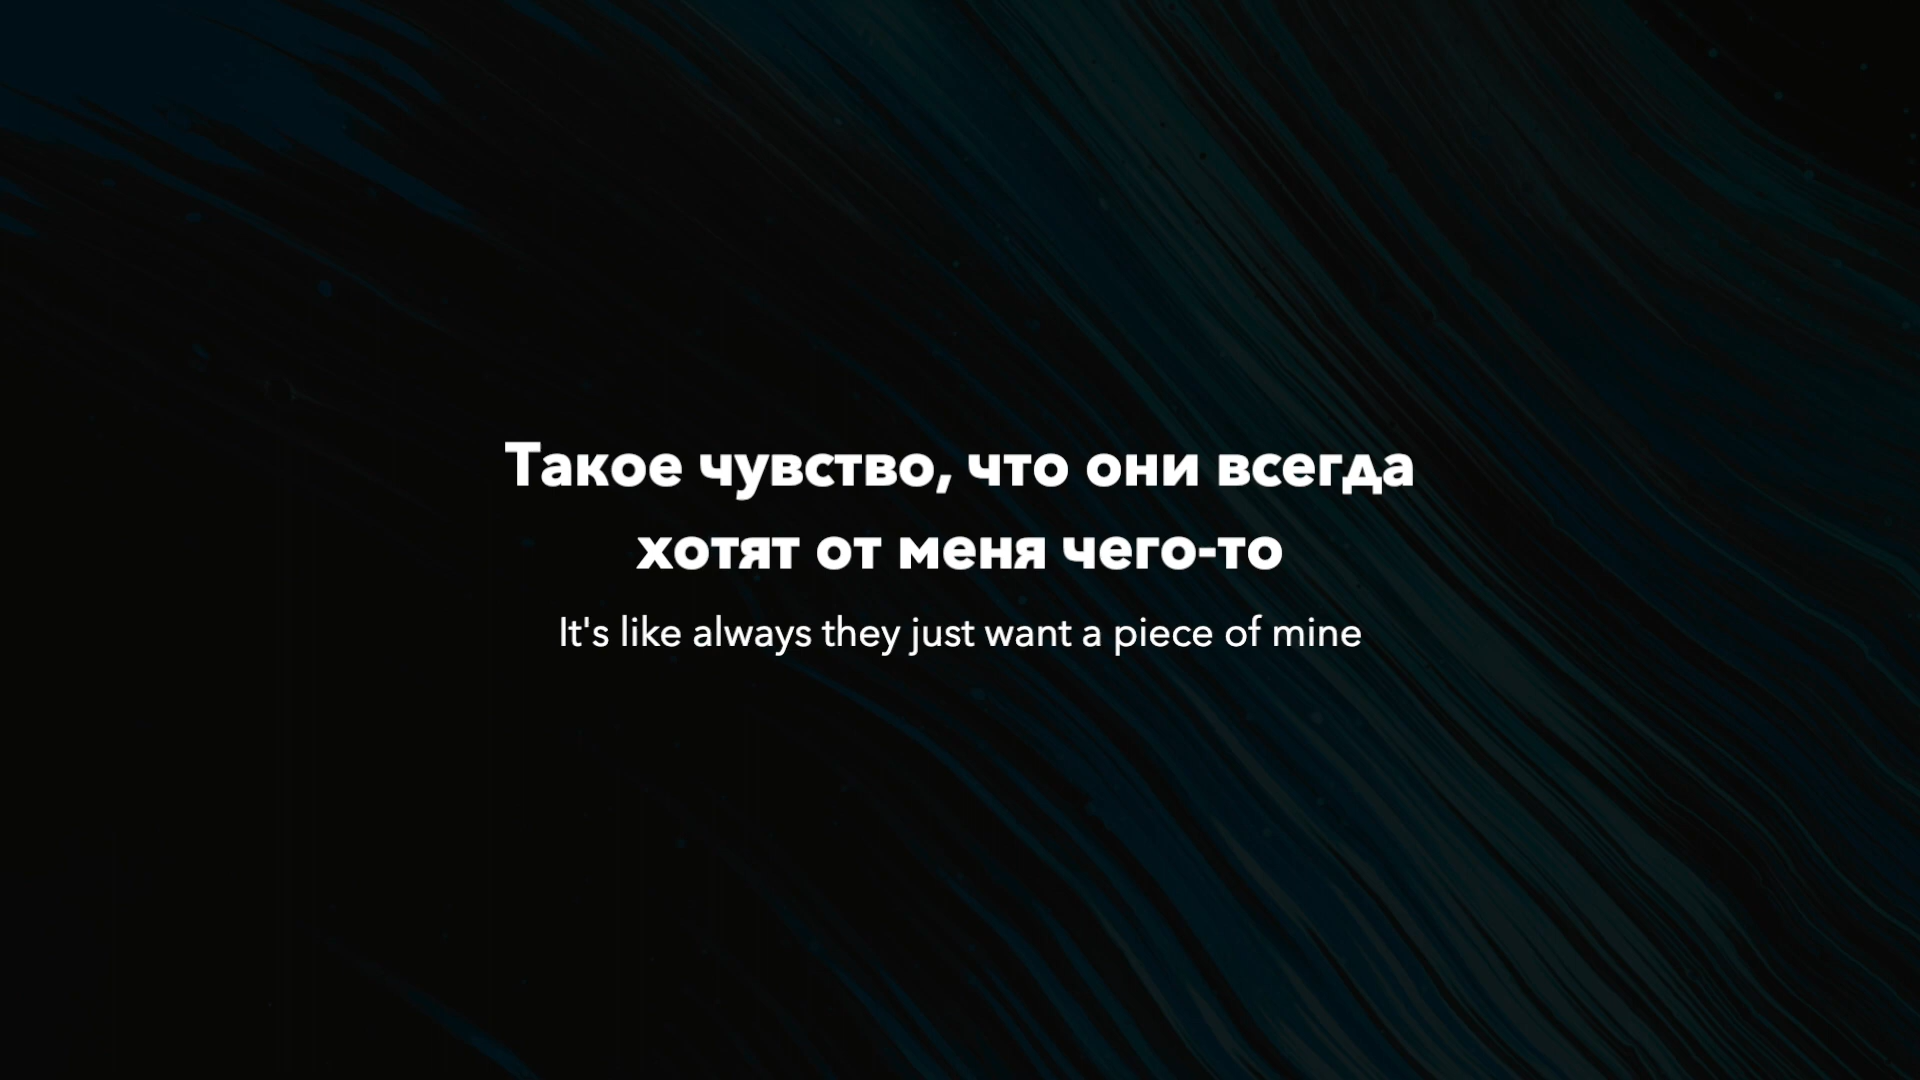 Такое чувство, что они всегда
хотят от меня чего-то
It's like always they just want a piece of mine